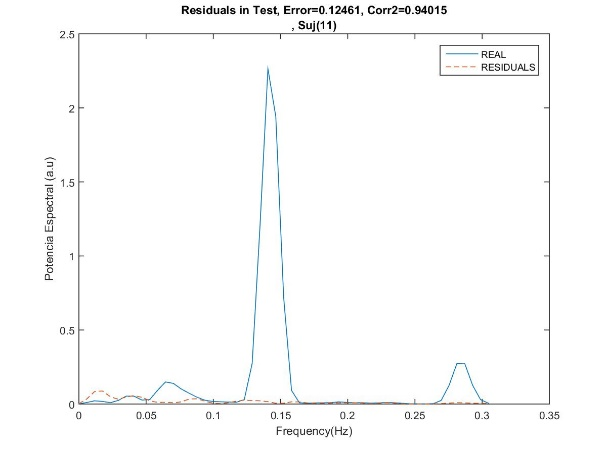 Residuals in Test, Error=0.12461, Corr2=0.94015
, Suj(11)
REAL
RESIDUALS
Potencia Espectral (a.u)
2.5
2
1.5
1
0.5
0
0 0.05 0.1 0.15 0.2 0.25 0.3 0.35
Frequency(Hz)